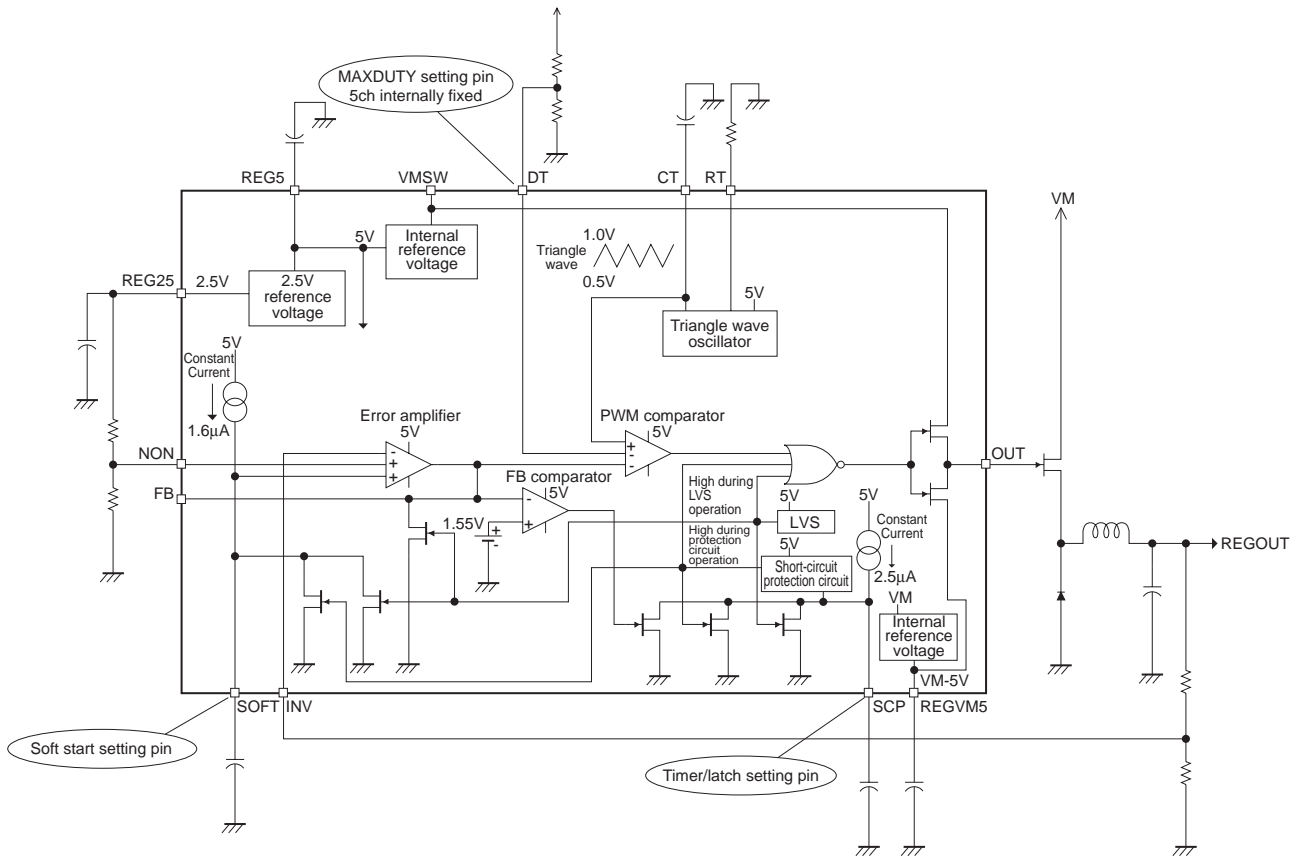 MAXDUTY setting pin
5ch internally fixed
REG5
VMSW
DT
CT
RT
VM
5V
Internal
reference
voltage
1.0V
Triangle
wave
0.5V
REG25
2.5V
2.5V
reference
voltage
5V
Triangle wave
oscillator
5V
Constant
Current
1.6μA
Error amplifier
5V
-
+
+
PWM comparator
5V
+
-
-
NON
FB
FB comparator
5V
-
+
1.55V
+
-
High during
LVS
operation
High during
protection
circuit
operation
5V
LVS
5V
Short-circuit
protection circuit
5V
Constant
Current
2.5μA
VM
Internal
reference
voltage
VM-5V
OUT
REGOUT
SOFT
INV
SCP
REGVM5
Soft start setting pin
Timer/latch setting pin